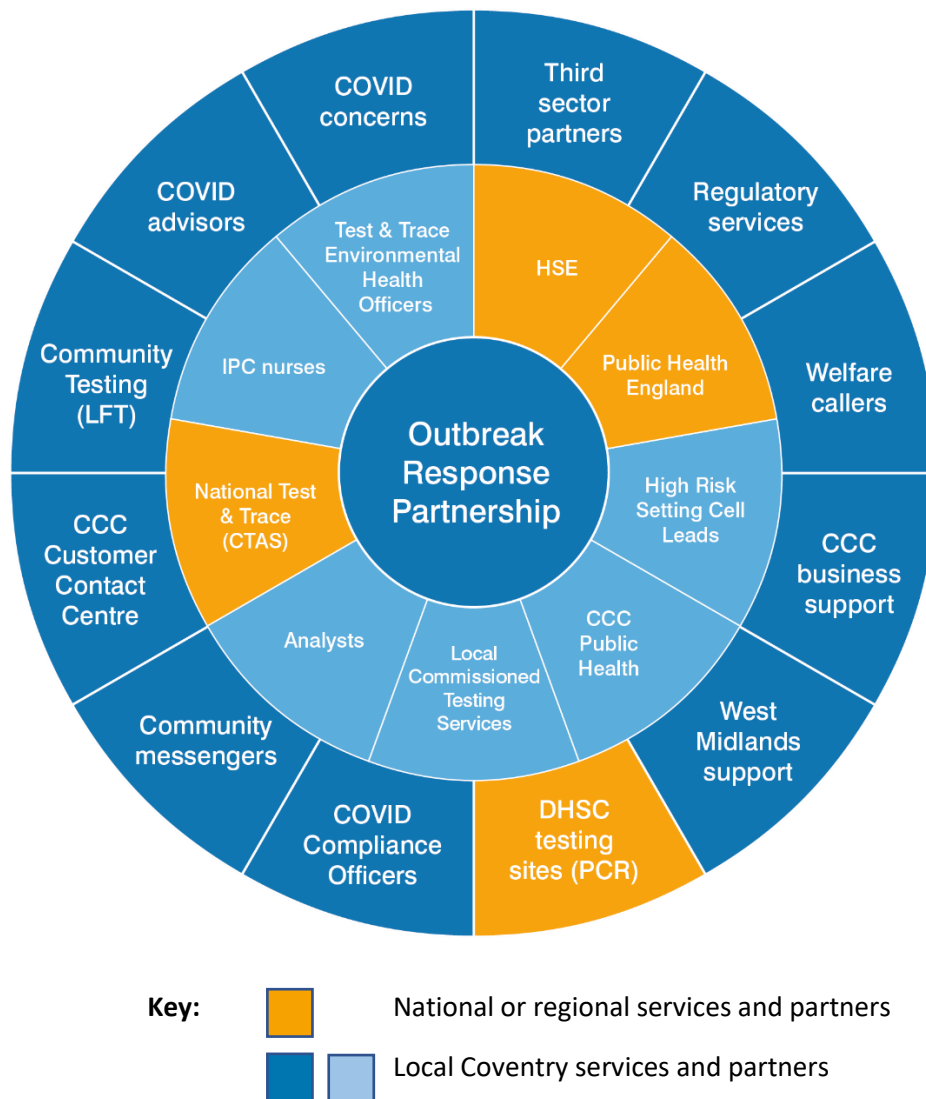 COVID
concerns
Third
sector
partners
Regulatory
services
Welfare
callers
CCC
business
support
West
Midlands
support
DHSC
testing
sites (PCR)
COVID
Compliance
Officers
Community
messengers
CCC
Customer
Contact
Centre
Community
Testing
(LFT)
COVID
advisors
Test & Trace
Environmental
Health
Officers
HSE
Public Health
England
High Risk
Setting Cell
Leads
CCC
Public
Health
Local
Commissioned
Testing
Services
Analysts
National Test
& Trace
(CTAS)
IPC nurses
Outbreak
Response
Partnership
Key:
National or regional services and partners
Local Coventry services and partners